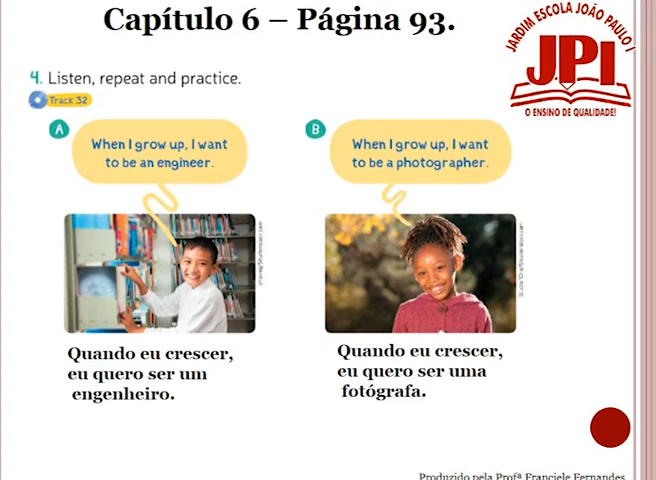 Capítulo 6 – Página 93.
JARDIM ESCOLA JOÃO PAULO I
JPI
O ENSINO DE QUALIDADE!
4. Listen, repeat and practice.
Track 32
A
When I grow up, I want
to be an engineer.
B
When I grow up, I want
to be a photographer.
Quando eu crescer,
eu quero ser um
engenheiro.
Quando eu crescer,
eu quero ser uma
fotógrafa.
Produzido pela Profª Franciele Fernandes